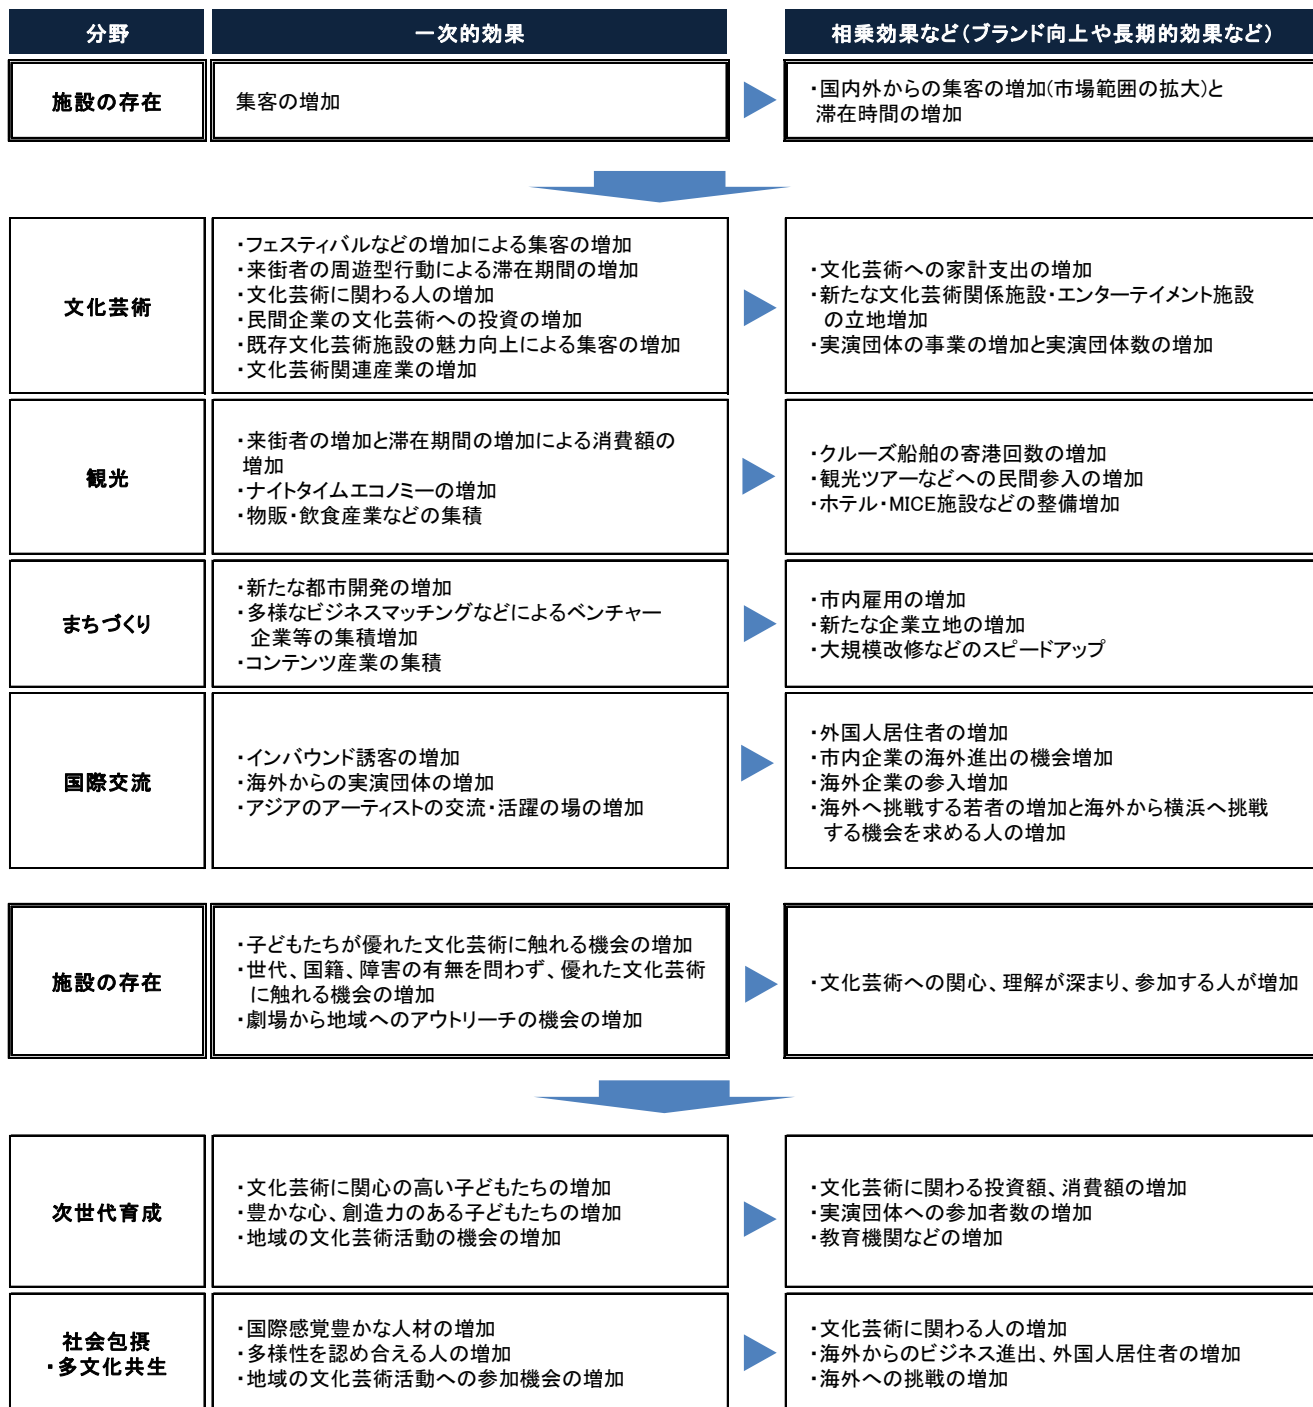 分野
一次的効果
相乗効果など(ブランド向上や長期的効果など)
施設の存在
集客の増加
・国内外からの集客の増加(市場範囲の拡大)と
滞在時間の増加
文化芸術
・フェスティバルなどの増加による集客の増加
・来街者の周遊型行動による滞在期間の増加
・文化芸術に関わる人の増加
・民間企業の文化芸術への投資の増加
・既存文化芸術施設の魅力向上による集客の増加
・文化芸術関連産業の増加
・文化芸術への家計支出の増加
・新たな文化芸術関係施設・エンターテイメント施設
の立地増加
・実演団体の事業の増加と実演団体数の増加
観光
・来街者の増加と滞在期間の増加による消費額の
増加
・ナイトタイムエコノミーの増加
・物販・飲食産業などの集積
・クルーズ船舶の寄港回数の増加
・観光ツアーなどへの民間参入の増加
・ホテル・MICE施設などの整備増加
まちづくり
・新たな都市開発の増加
・多様なビジネスマッチングなどによるベンチャー
企業等の集積増加
・コンテンツ産業の集積
・市内雇用の増加
・新たな企業立地の増加
・大規模改修などのスピードアップ
国際交流
・インバウンド誘客の増加
・海外からの実演団体の増加
・アジアのアーティストの交流・活躍の場の増加
・外国人居住者の増加
・市内企業の海外進出の機会増加
・海外企業の参入増加
・海外へ挑戦する若者の増加と海外から横浜へ挑戦
する機会を求める人の増加
施設の存在
・子どもたちが優れた文化芸術に触れる機会の増加
・世代、国籍、障害の有無を問わず、優れた文化芸術
に触れる機会の増加
・劇場から地域へのアウトリーチの機会の増加
・文化芸術への関心、理解が深まり、参加する人が増加
次世代育成
・文化芸術に関心の高い子どもたちの増加
・豊かな心、創造力のある子どもたちの増加
・地域の文化芸術活動の機会の増加
・文化芸術に関わる投資額、消費額の増加
・実演団体への参加者数の増加
・教育機関などの増加
社会包摂
・多文化共生
・国際感覚豊かな人材の増加
・多様性を認め合える人の増加
・地域の文化芸術活動への参加機会の増加
・文化芸術に関わる人の増加
・海外からのビジネス進出、外国人居住者の増加
・海外への挑戦の増加